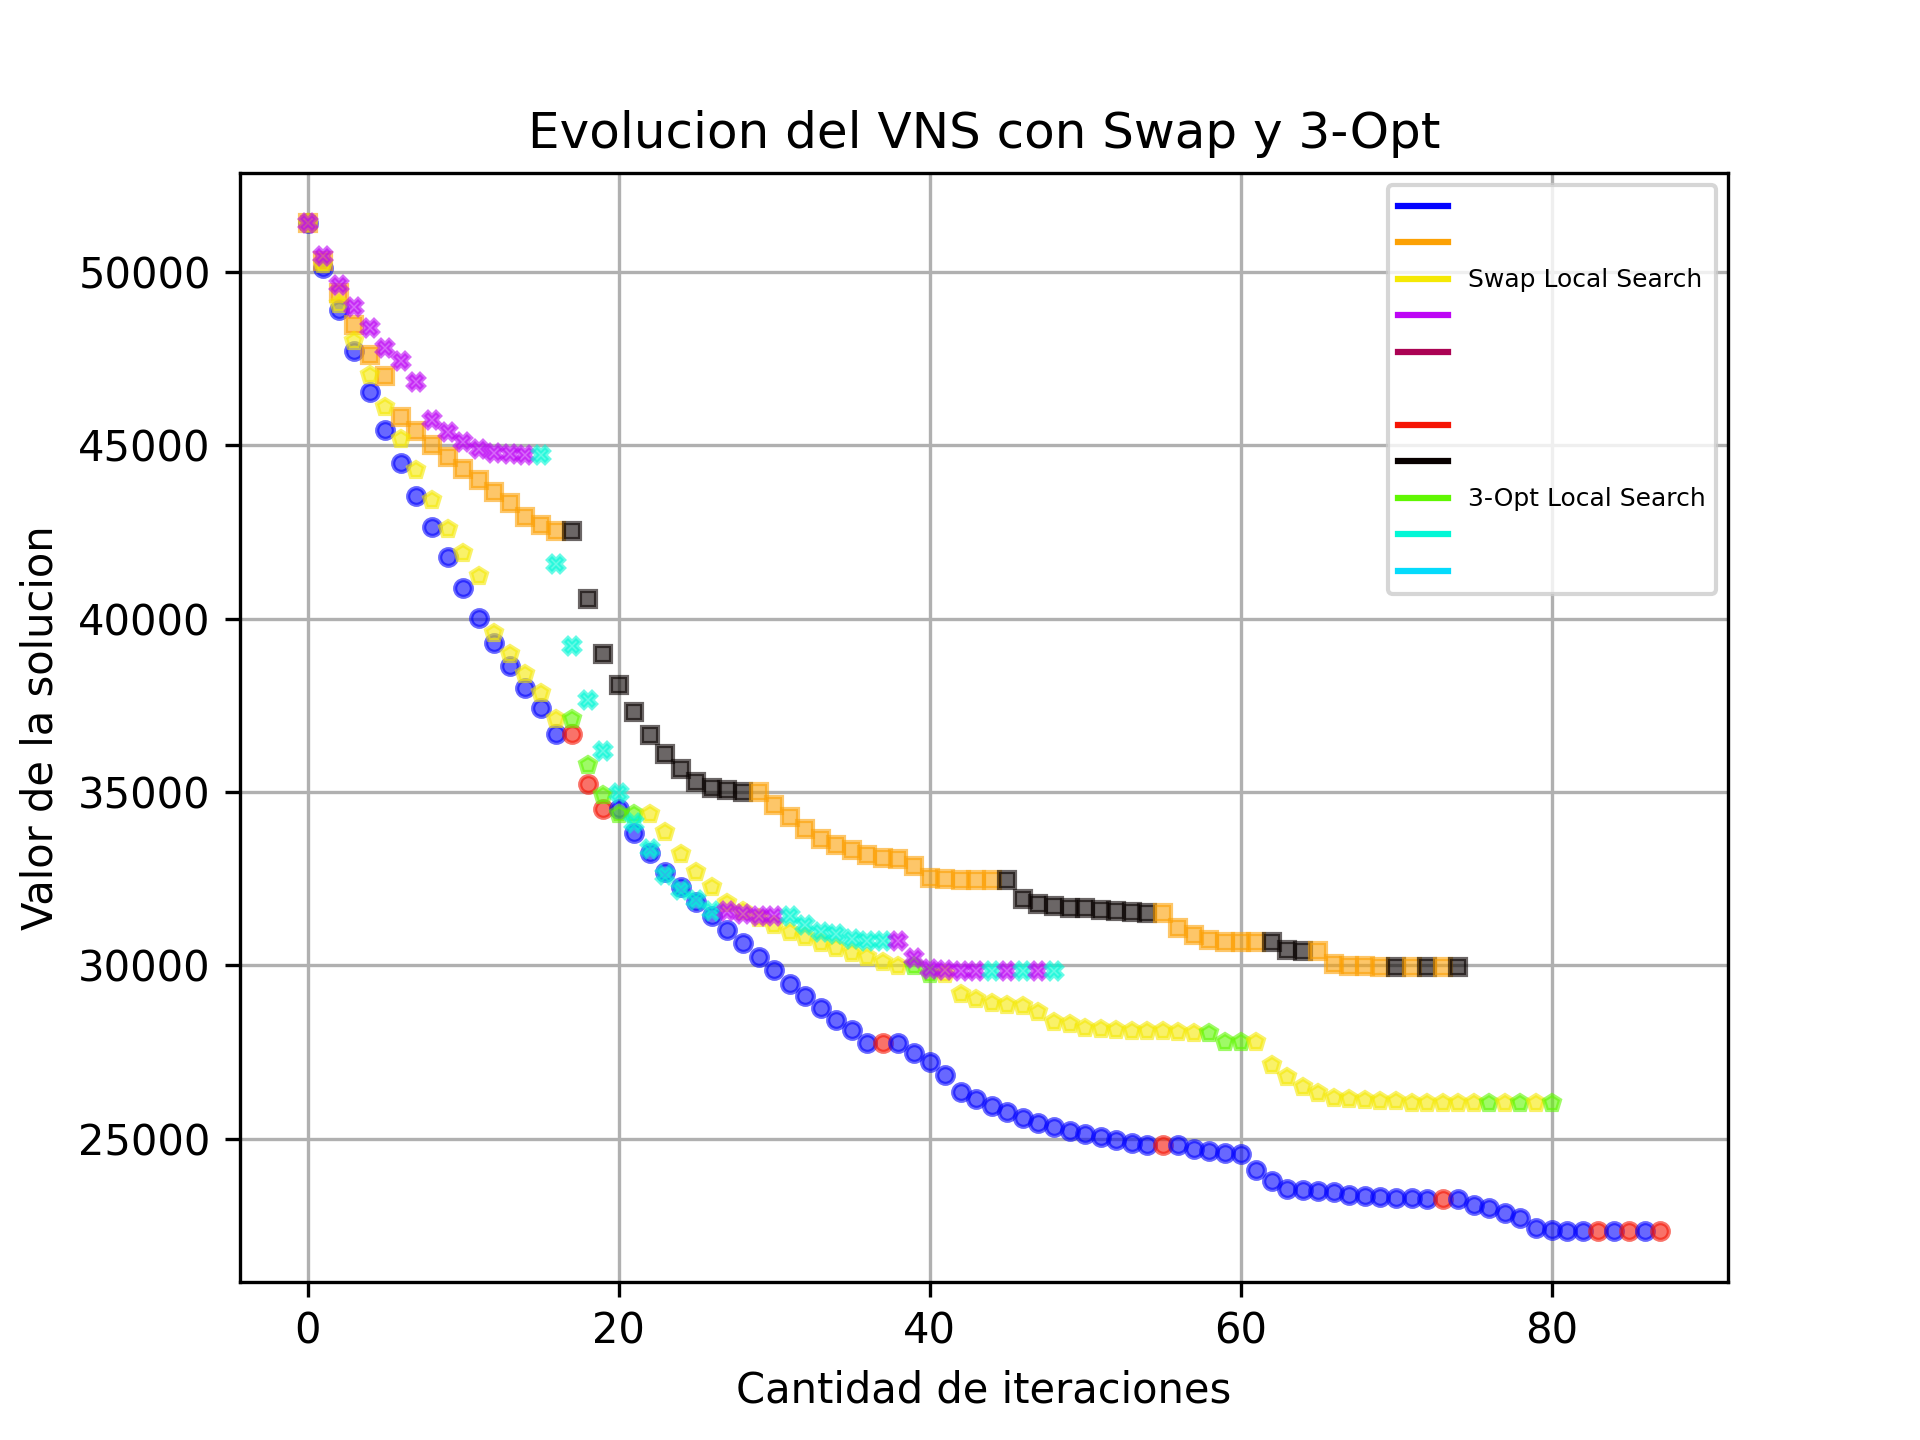 Evolucion del VNS con Swap y 3-Opt
Valor de la solucion
50000
45000
40000
35000
30000
25000
Swap Local Search
3-Opt Local Search
0 20 40 60 80
Cantidad de iteraciones